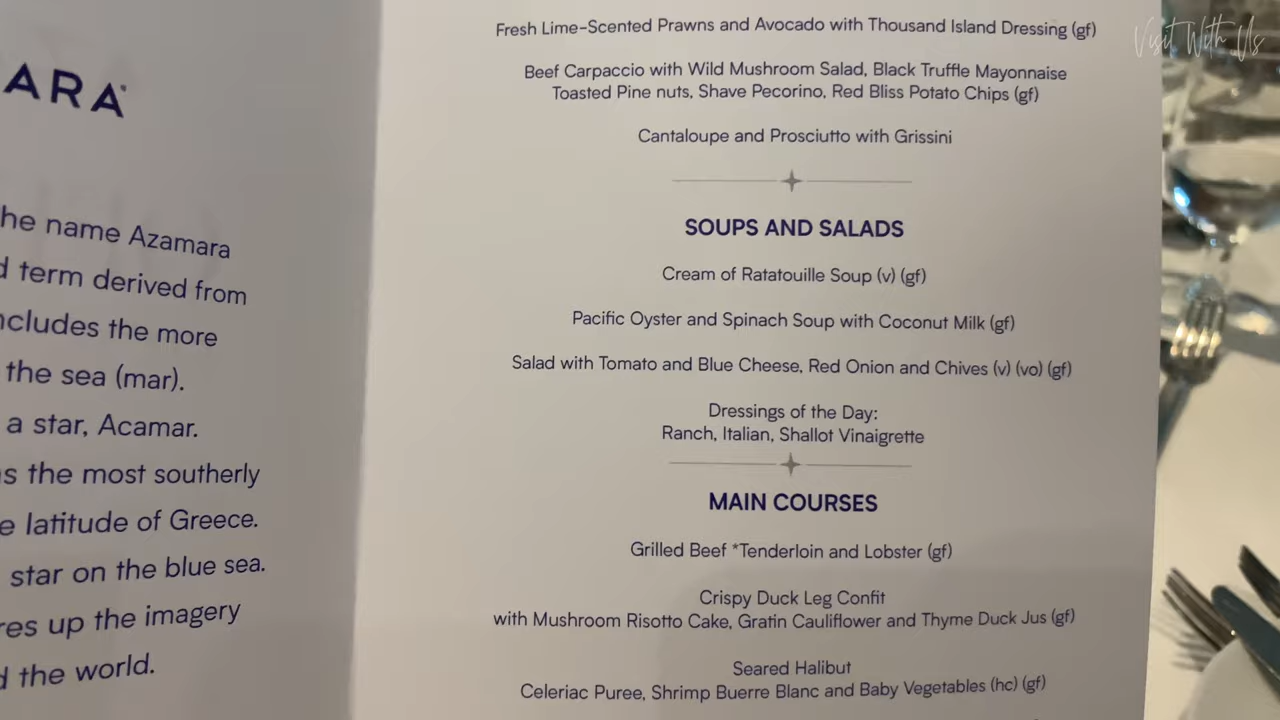 ARA
he name Azamara
d term derived from
ncludes the more
the sea (mar).
a star, Acamar.
s the most southerly
e latitude of Greece.
star on the blue sea.
res up the imagery
d the world.
Fresh Lime-Scented Prawns and Avocado with Thousand Island Dressing (gf)
Beef Carpaccio with Wild Mushroom Salad, Black Truffle Mayonnaise
Toasted Pine nuts, Shave Pecorino, Red Bliss Potato Chips (gf)
Cantaloupe and Prosciutto with Grissini
SOUPS AND SALADS
Cream of Ratatouille Soup (v) (gf)
Pacific Oyster and Spinach Soup with Coconut Milk (gf)
Salad with Tomato and Blue Cheese, Red Onion and Chives (v) (vo) (gf)
Dressings of the Day:
Ranch, Italian, Shallot Vinaigrette
MAIN COURSES
Grilled Beef *Tenderloin and Lobster (gf)
Crispy Duck Leg Confit
with Mushroom Risotto Cake, Gratin Cauliflower and Thyme Duck Jus (gf)
Seared Halibut
Celeriac Puree, Shrimp Buerre Blanc and Baby Vegetables (hc) (gf)
Visit With Us